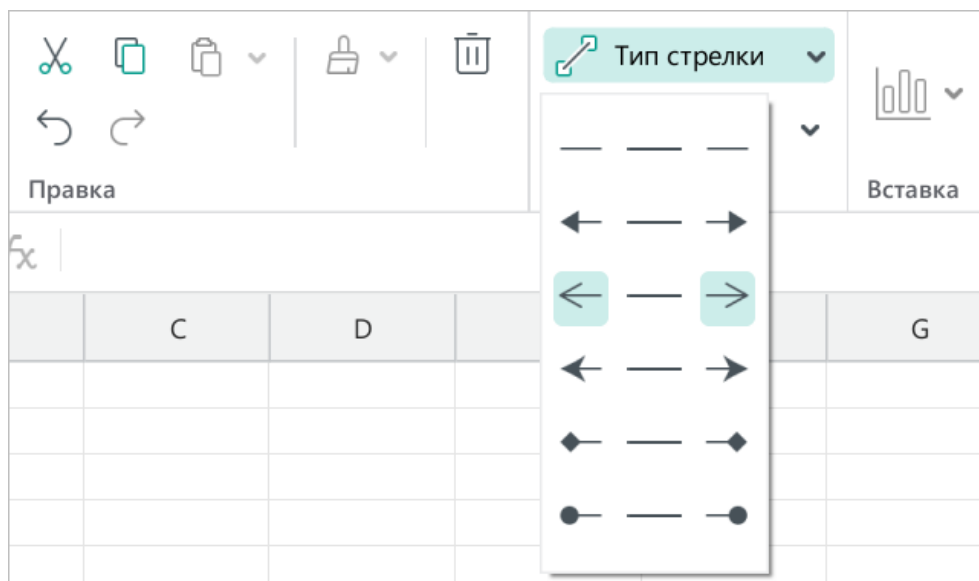 Тип стрелки
Правка
Вставка
fx
C D G